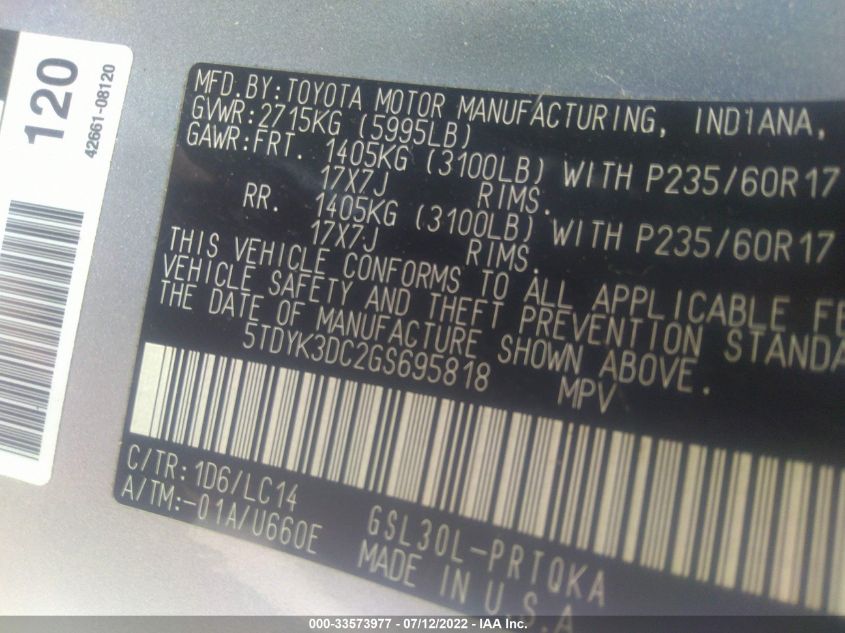 120
42661-08120
MFD.BY:TOYOTA MOTOR MANUFACTURING, INDIANA,
GVWR:2715KG (5995LB)
GAWR:FRT. 1405KG (3100LB) WITH P235/60R17
17X7J RIMS.
RR. 1405KG (3100LB) WITH P235/60R17
17X7J RIMS.
THIS VEHICLE CONFORMS TO ALL APPLICABLE FE
VEHICLE SAFETY AND THEFT PREVENTION STANDA
THE DATE OF MANUFACTURE SHOWN ABOVE.
5TDYK3DC2GS695818 MPV
C/TR:1D6/LC14
A/TM:-01A/U660E
GSL30L-PRTQKA
MADE IN U.S.A
000-33573977 - 07/12/2022 - IAA Inc.